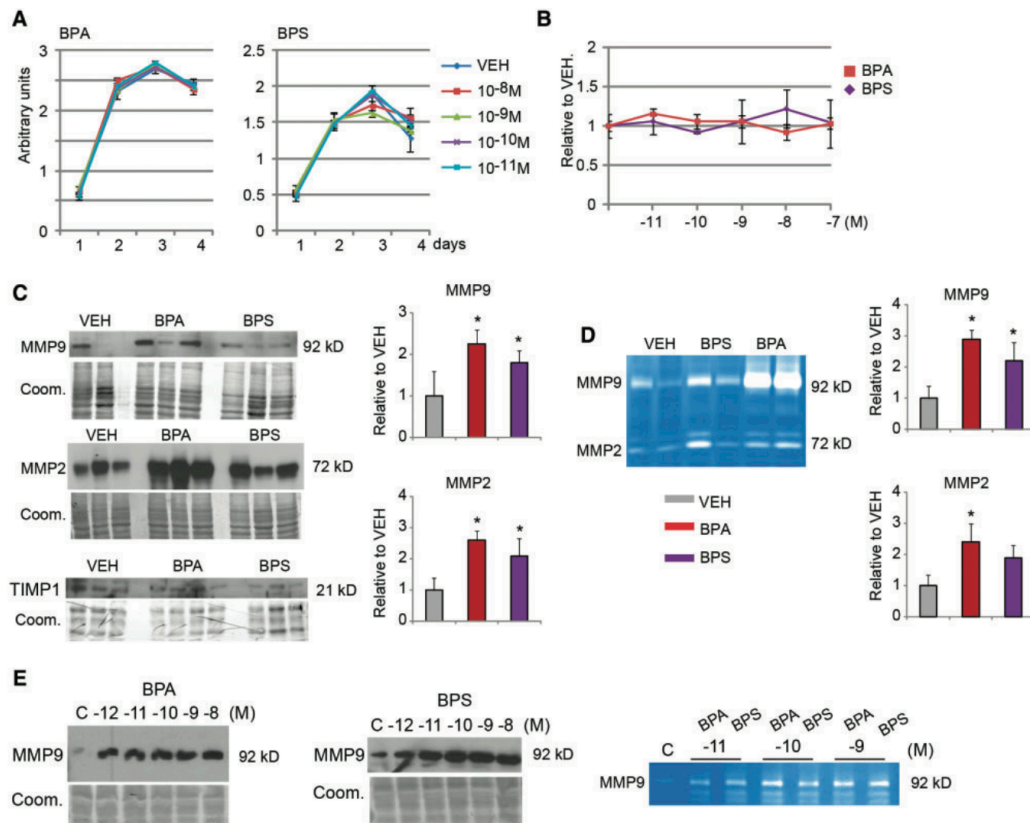 A
BPA
Arbitrary units
3
2
1
0
1 2 3 4
BPS
2.5
2
1.5
1
0.5
0
1 2 3 4 days
VEH
10-8M
10-9M
10-10M
10-11M
B
Relative to VEH.
2
1.5
1
0.5
0
-11 -10 -9 -8 -7 (M)
BPA
BPS
C
VEH BPA BPS
MMP9 92 kD
Coom.
VEH BPA BPS
MMP2 72 kD
Coom.
VEH BPA BPS
TIMP1 21 kD
Coom.
MMP9
Relative to VEH
3
2
1
0
* *
MMP2
Relative to VEH
4
3
2
1
0
* *
D
VEH BPS BPA
MMP9 92 kD
MMP2 72 kD
VEH
BPA
BPS
MMP9
Relative to VEH
4
3
2
1
0
* *
MMP2
Relative to VEH
4
3
2
1
0
*
E
BPA
C -12 -11 -10 -9 -8 (M)
MMP9 92 kD
Coom.
BPS
C -12 -11 -10 -9 -8 (M)
MMP9 92 kD
Coom.
BPA BPS BPA BPS BPA BPS
C -11 -10 -9 (M)
MMP9 92 kD